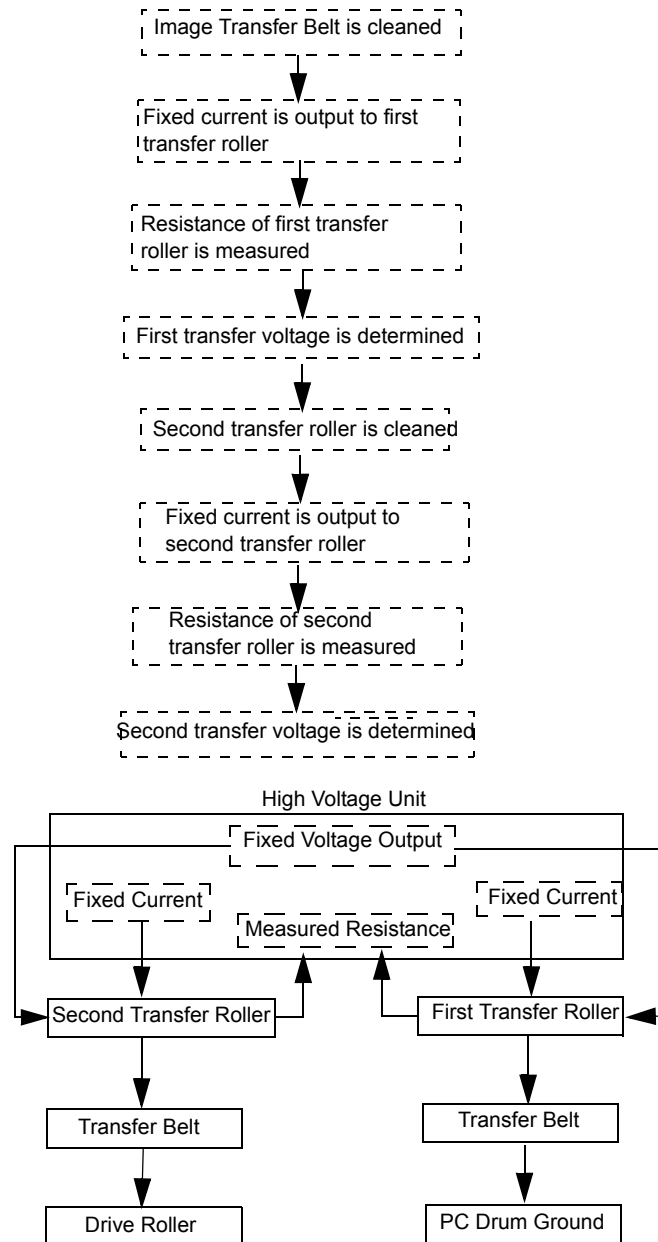 Image Transfer Belt is cleaned
Fixed current is output to first
transfer roller
Resistance of first transfer
roller is measured
First transfer voltage is determined
Second transfer roller is cleaned
Fixed current is output to
second transfer roller
Resistance of second
transfer roller is measured
Second transfer voltage is determined
High Voltage Unit
Fixed Voltage Output
Fixed Current
Fixed Current
Measured Resistance
Second Transfer Roller
First Transfer Roller
Transfer Belt
Transfer Belt
Drive Roller
PC Drum Ground